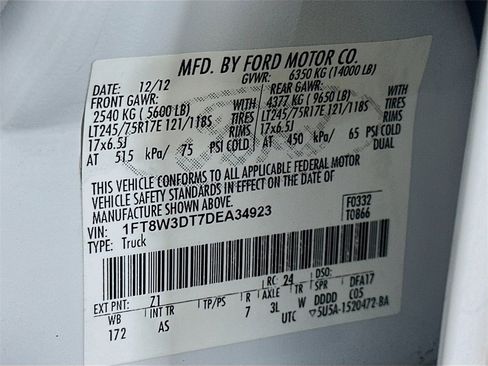 MFD. BY FORD MOTOR CO.
DATE: 12/12 GVWR: 6350 KG (14000 LB)
FRONT GAWR: REAR GAWR:
2540 KG ( 5600 LB) WITH 4377 KG ( 9650 LB) WITH
LT245/75R17E 121/118S TIRES LT245/75R17E 121/118S TIRES
17x6.5J RIMS 17x6.5J RIMS
AT 515 kPa/ 75 PSI COLD AT 450 kPa/ 65 PSI COLD
DUAL
THIS VEHICLE CONFORMS TO ALL APPLICABLE FEDERAL MOTOR
VEHICLE SAFETY STANDARDS IN EFFECT ON THE DATE OF
MANUFACTURE SHOWN ABOVE.
VIN: 1FT8W3DT7DEA34923 F0332
TYPE: Truck T0866
EXT PNT: 71 RC: 24 DSO:
WB INT TR TP/PS R AXLE TR SPR DFA17
172 AS 7 3L W DDDD C05
UTC ▽5U5A-1520472-BA